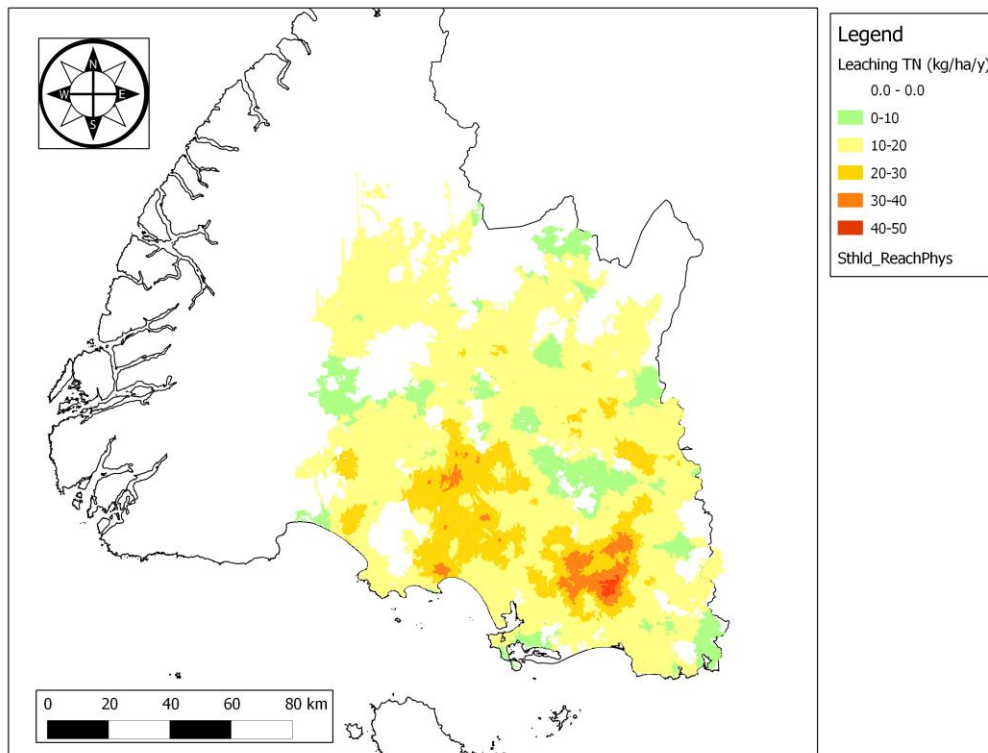 N
W E
S
Legend
Leaching TN (kg/ha/y)
0.0 - 0.0
0-10
10-20
20-30
30-40
40-50
Sthld_ReachPhys
0 20 40 60 80 km